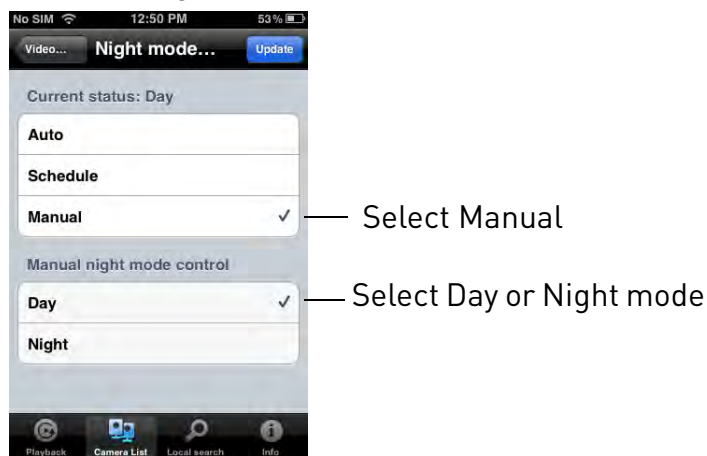 No SIM 12:50 PM 53%
Video... Night mode... Update
Current status: Day
Auto
Schedule
Manual ✓ Select Manual
Manual night mode control
Day ✓ Select Day or Night mode
Night
Playback Camera List Local search Info